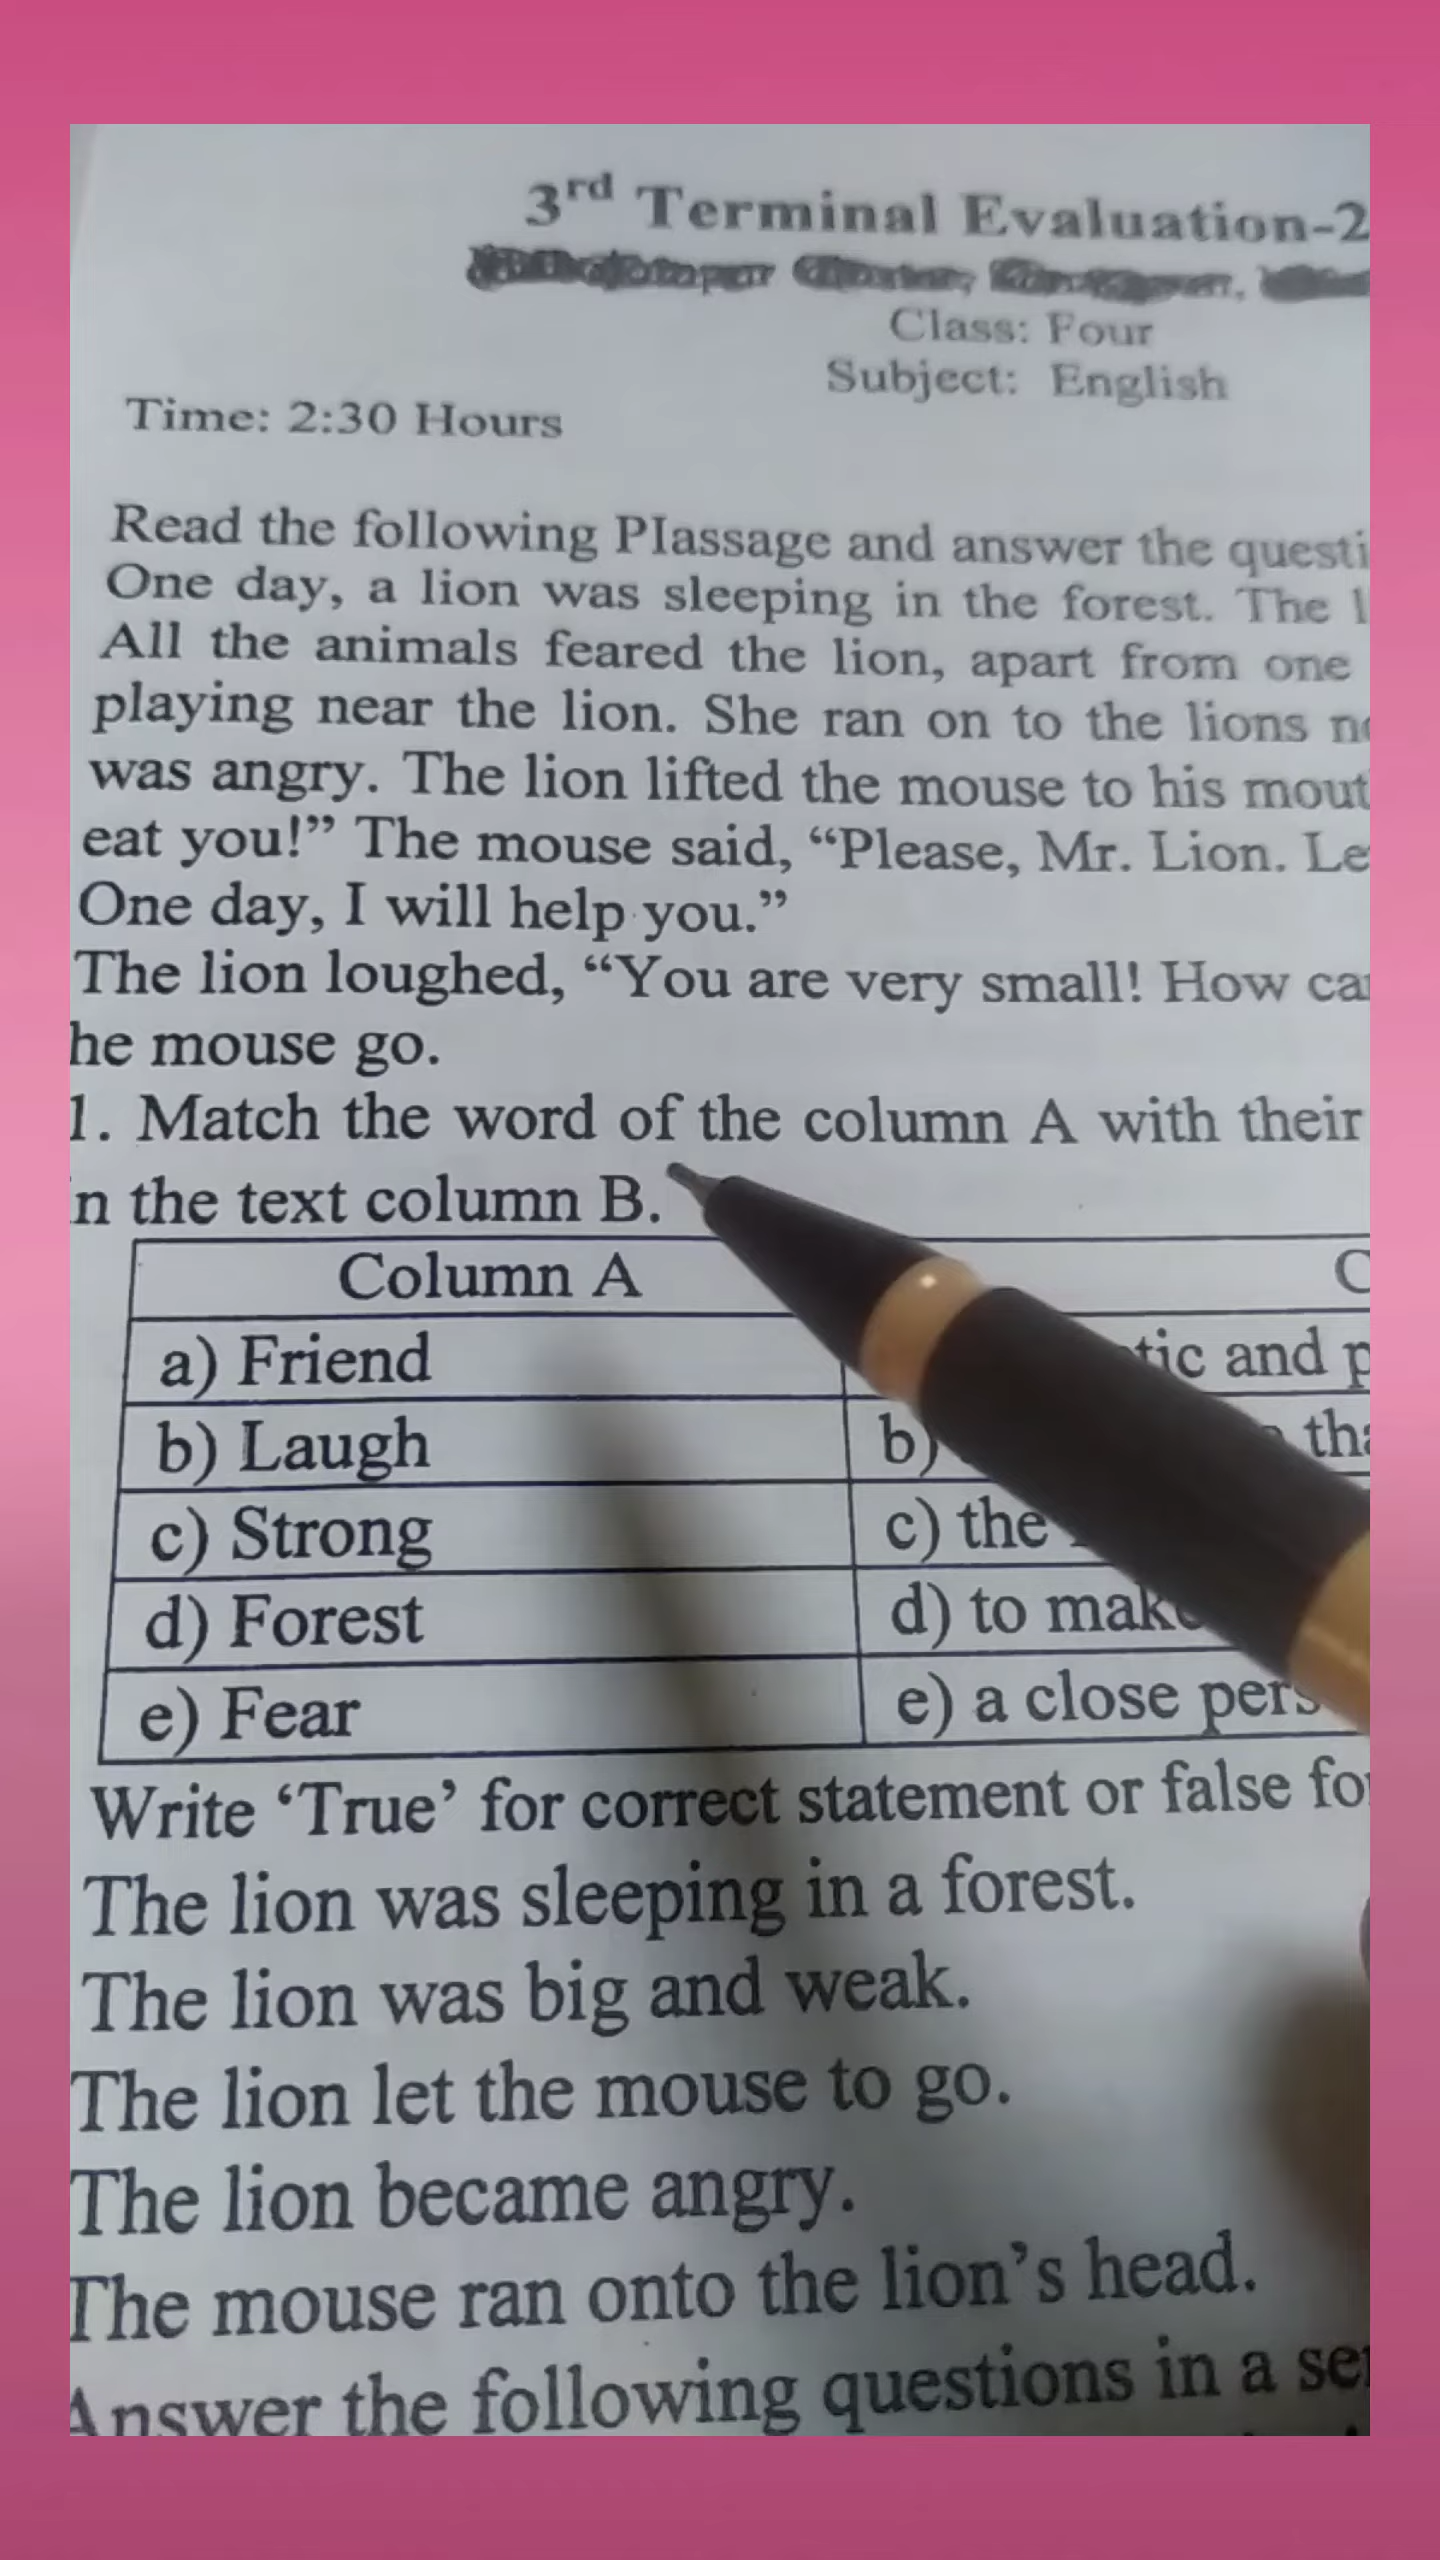 3rd Terminal Evaluation-2
Class: Four
Subject: English
Time: 2:30 Hours
Read the following PIassage and answer the questi
One day, a lion was sleeping in the forest. The l
All the animals feared the lion, apart from one
playing near the lion. She ran on to the lions
was angry. The lion lifted the mouse to his mout
eat you!” The mouse said, “Please, Mr. Lion. Le
One day, I will help you.”
The lion loughed, “You are very small! How ca
he mouse go.
1. Match the word of the column A with their
in the text column B.
Column A C
a) Friend tic and p
b) Laugh b) tha
c) Strong c) the
d) Forest d) to make
e) Fear e) a close pers
Write ‘True’ for correct statement or false fo
The lion was sleeping in a forest.
The lion was big and weak.
The lion let the mouse to go.
The lion became angry.
The mouse ran onto the lion’s head.
Answer the following questions in a se